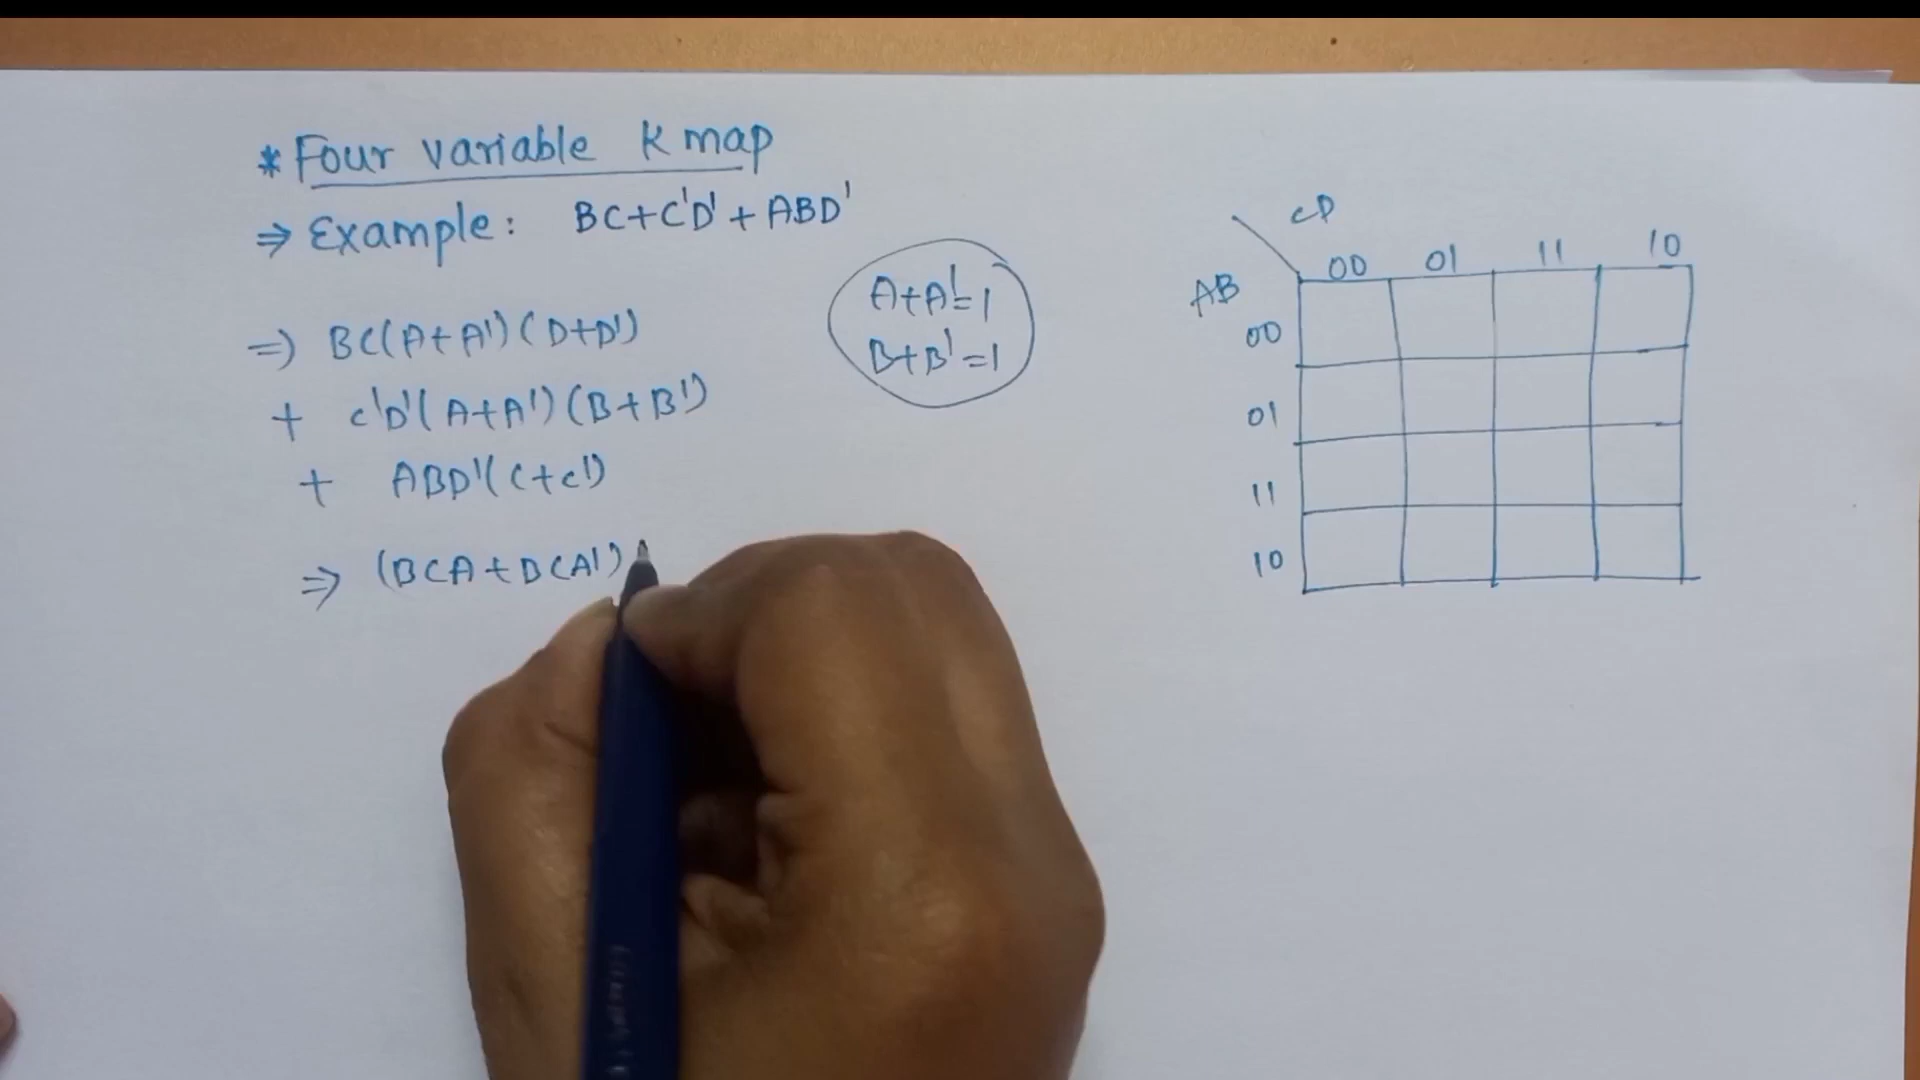 * Four variable K map
⇒ Example: BC+C'D' + ABD'
A+A'=1
B+B'=1
⇒) BC(A+A')(D+D')
+ C'D'(A+A')(B+B')
+ ABD'(C+C')
⇒ (BCA+BCA')
CD
00 01 11 10
AB
00
01
11
10